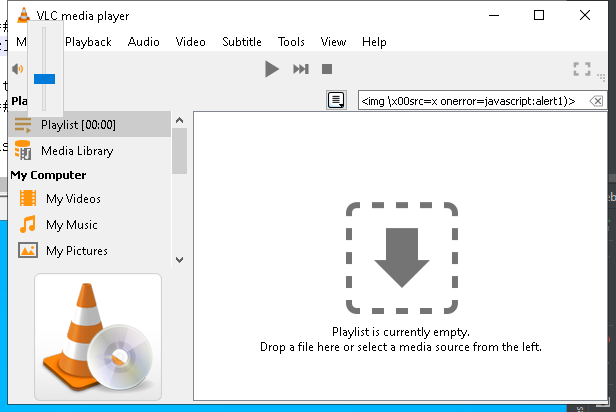 VLC media player
Playback Audio Video Subtitle Tools View Help
<img \x00src=x onerror=javascript:alert1)>
Playlist [00:00]
Media Library
My Computer
My Videos
My Music
My Pictures
Playlist is currently empty.
Drop a file here or select a media source from the left.